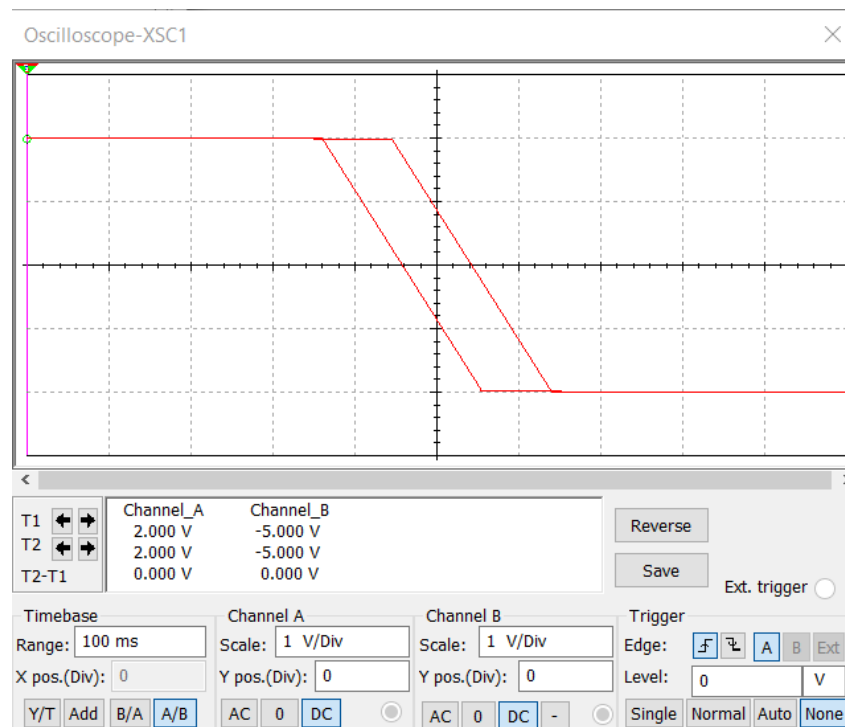 Oscilloscope-XSC1
Channel_A Channel_B
T1 2.000 V -5.000 V
T2 2.000 V -5.000 V
T2-T1 0.000 V 0.000 V
Reverse
Save
Ext. trigger
Timebase Channel A Channel B Trigger
Range: 100 ms Scale: 1 V/Div Scale: 1 V/Div Edge: A B Ext
X pos.(Div): 0 Y pos.(Div): 0 Y pos.(Div): 0 Level: 0 V
Y/T Add B/A A/B AC 0 DC AC 0 DC - Single Normal Auto None